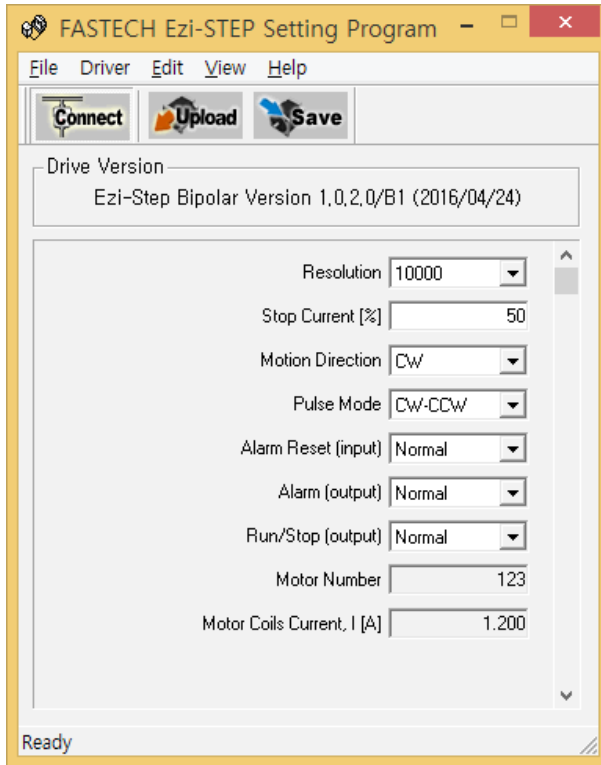 FASTECH Ezi-STEP Setting Program
File Driver Edit View Help
Connect Upload Save
Drive Version
Ezi-Step Bipolar Version 1,0,2,0/B1 (2016/04/24)
Resolution 10000
Stop Current [%] 50
Motion Direction CW
Pulse Mode CW-CCW
Alarm Reset (input) Normal
Alarm (output) Normal
Run/Stop (output) Normal
Motor Number 123
Motor Coils Current, I [A] 1.200
Ready